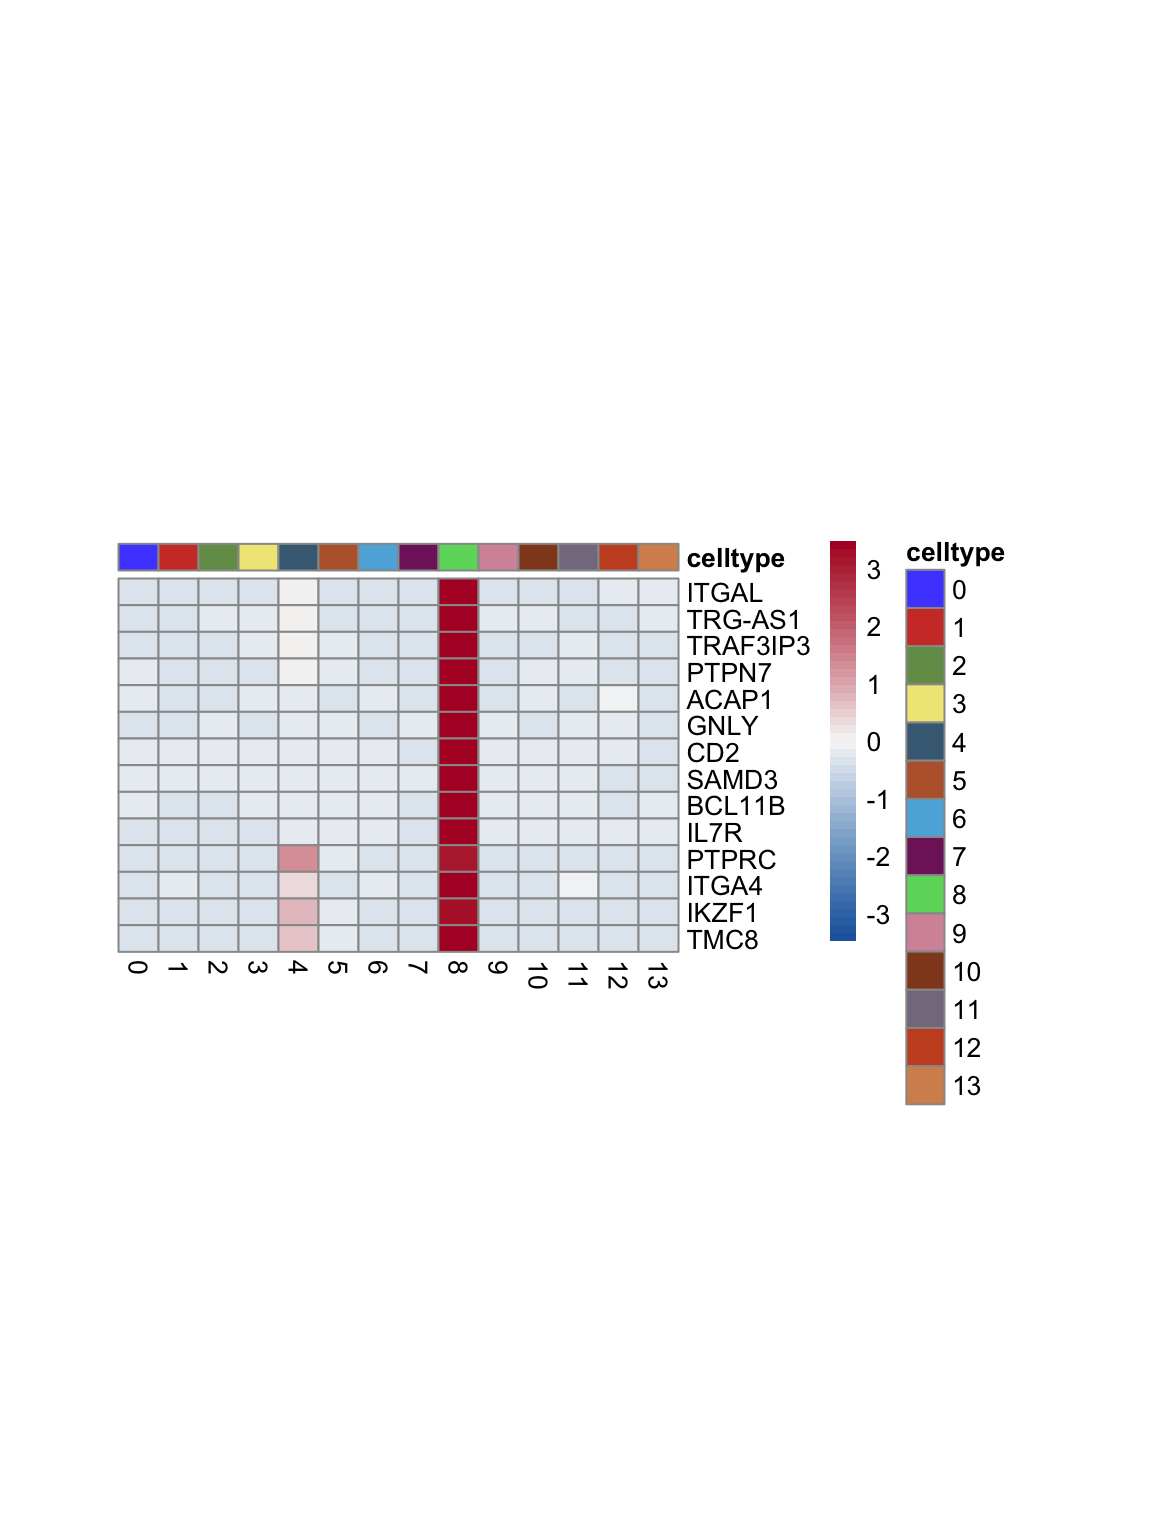 celltype
ITGAL
TRG-AS1
TRAF3IP3
PTPN7
ACAP1
GNLY
CD2
SAMD3
BCL11B
IL7R
PTPRC
ITGA4
IKZF1
TMC8
0 1 2 3 4 5 6 7 8 9 10 11 12 13
3
2
1
0
-1
-2
-3
celltype
0
1
2
3
4
5
6
7
8
9
10
11
12
13